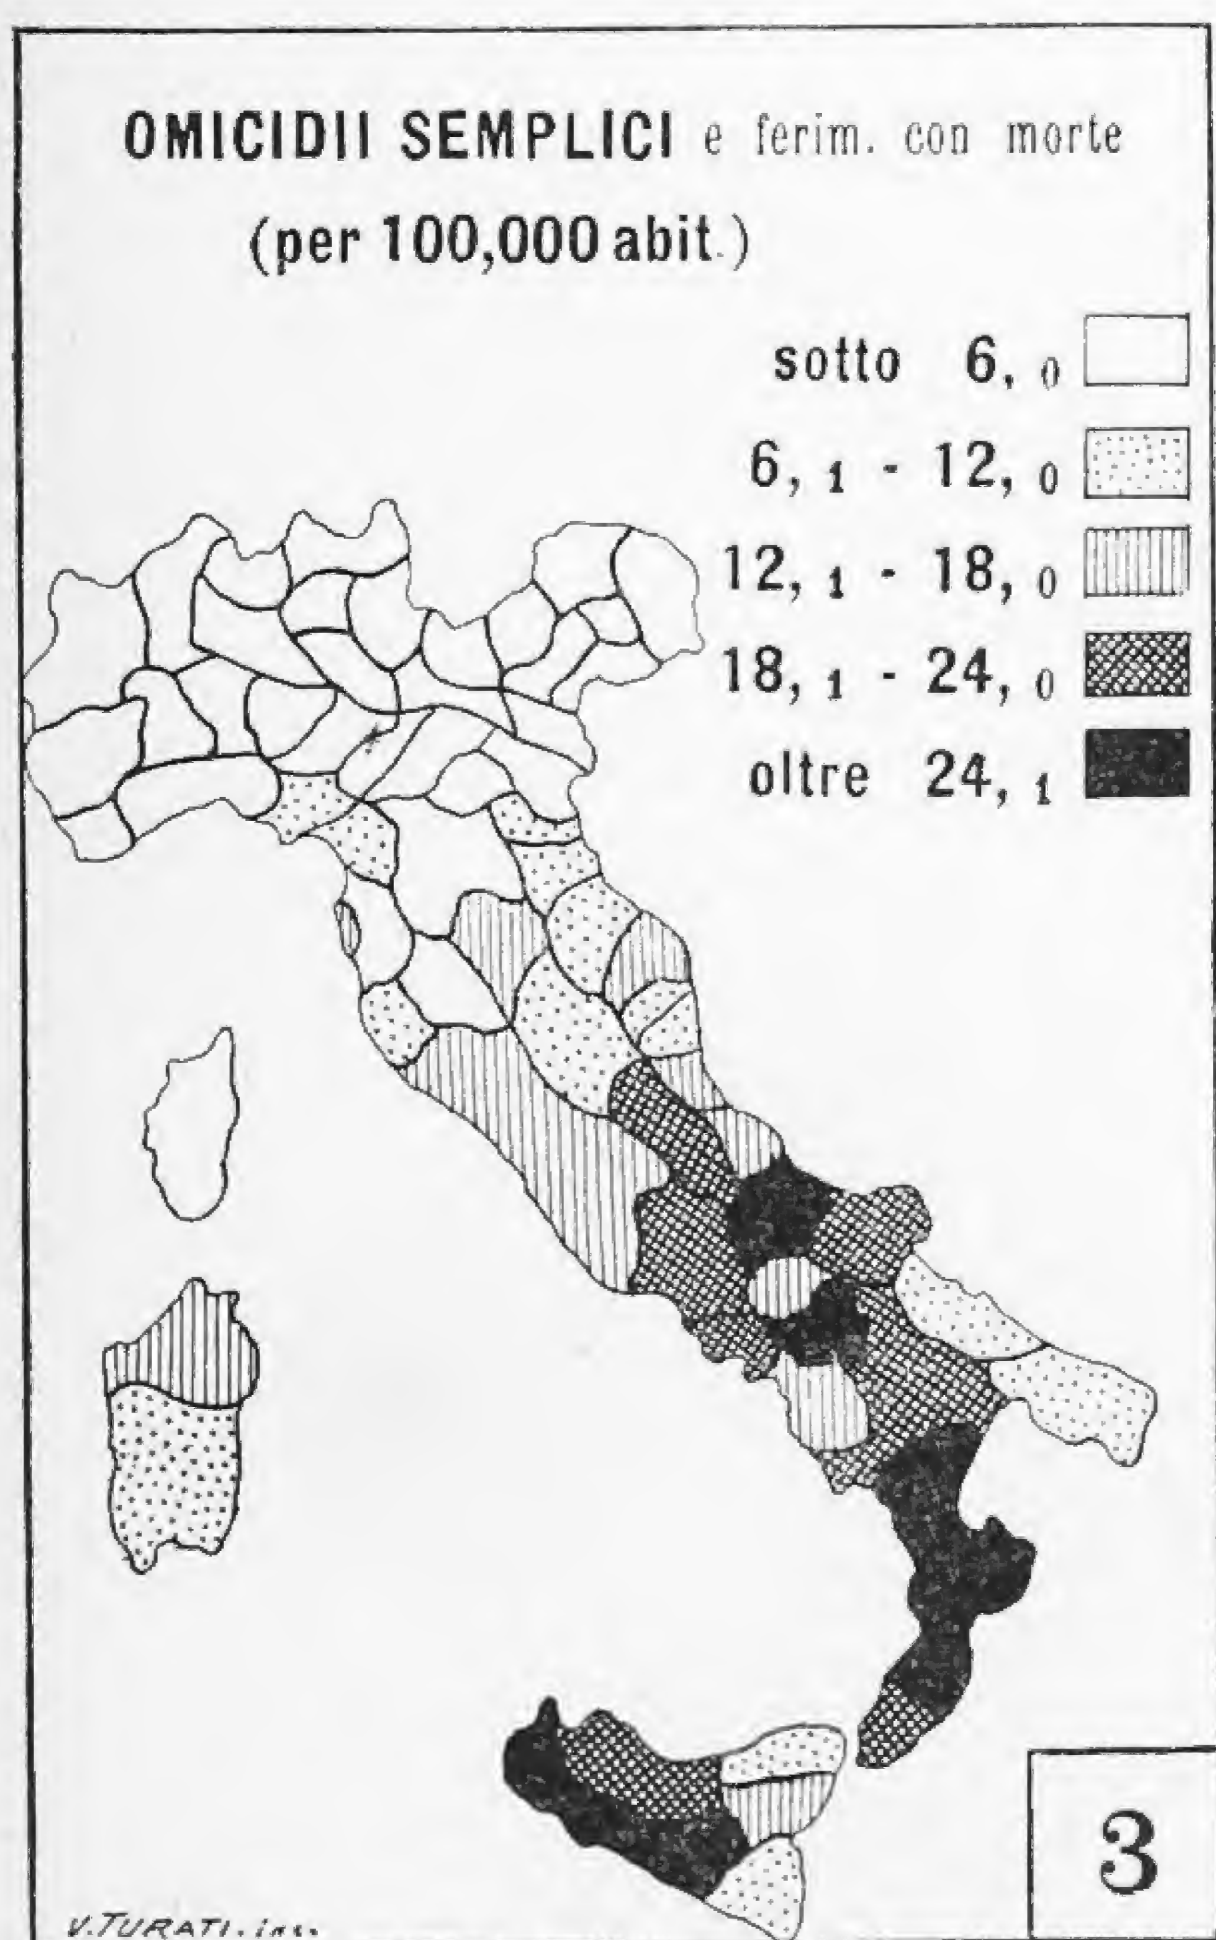 OMICIDII SEMPLICI e ferim. con morte
(per 100,000 abit.)
sotto 6,0
6,1 - 12,0
12,1 - 18,0
18,1 - 24,0
oltre 24,1
3
V. TURATI. inc.